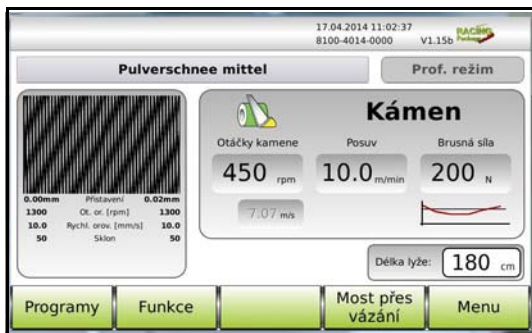 17.04.2014 11:02:37
8100-4014-0000 V1.15b RACING
Pulverschnee mittel
Prof. režim
Kámen
Otáčky kamene Posuv Brusná síla
450 rpm 10.0 m/min 200 N
7.07 m/s
0.00mm Přistavení 0.02mm
1300 Ot. or. [rpm] 1300
10.0 Rychl. orov. [mm/s] 10.0
50 Sklon 50
Délka lyže: 180 cm
Programy Funkce Most přes vázání Menu